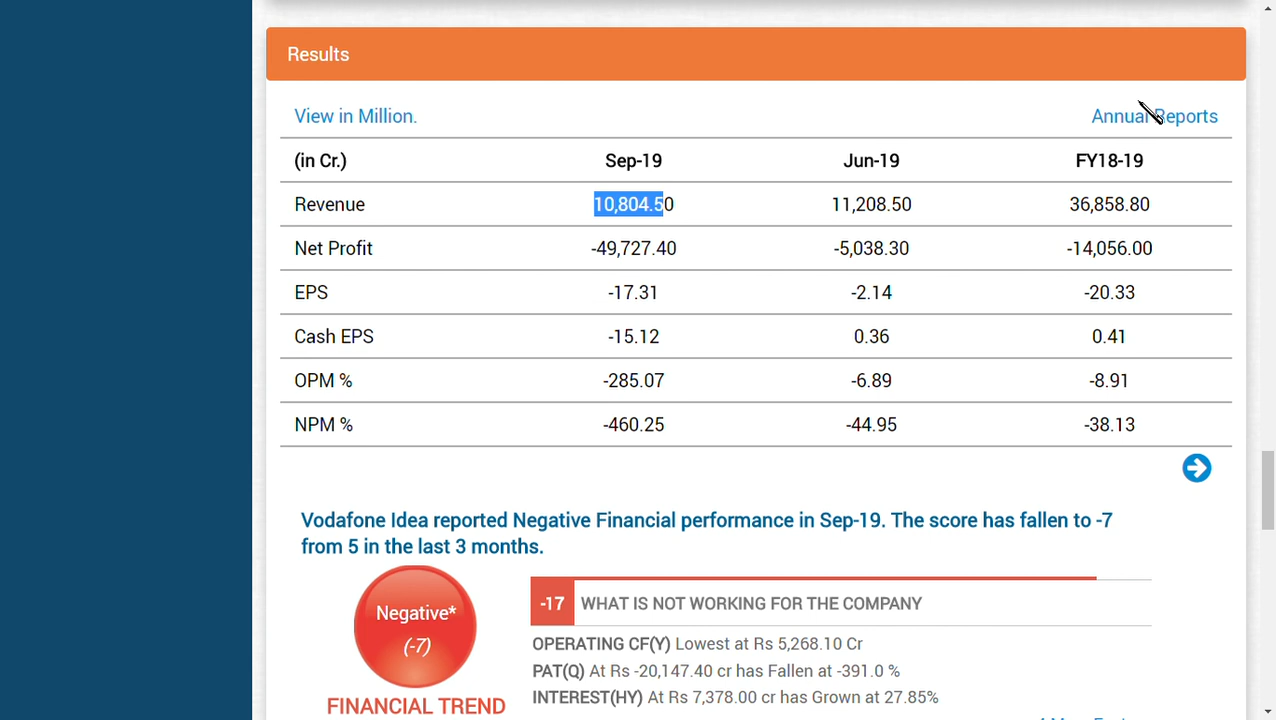 Results
View in Million. Annual Reports
(in Cr.) Sep-19 Jun-19 FY18-19
Revenue 10,804.50 11,208.50 36,858.80
Net Profit -49,727.40 -5,038.30 -14,056.00
EPS -17.31 -2.14 -20.33
Cash EPS -15.12 0.36 0.41
OPM % -285.07 -6.89 -8.91
NPM % -460.25 -44.95 -38.13
Vodafone Idea reported Negative Financial performance in Sep-19. The score has fallen to -7
from 5 in the last 3 months.
Negative*
(-7)
FINANCIAL TREND
-17 WHAT IS NOT WORKING FOR THE COMPANY
OPERATING CF(Y) Lowest at Rs 5,268.10 Cr
PAT(Q) At Rs -20,147.40 cr has Fallen at -391.0 %
INTEREST(HY) At Rs 7,378.00 cr has Grown at 27.85%